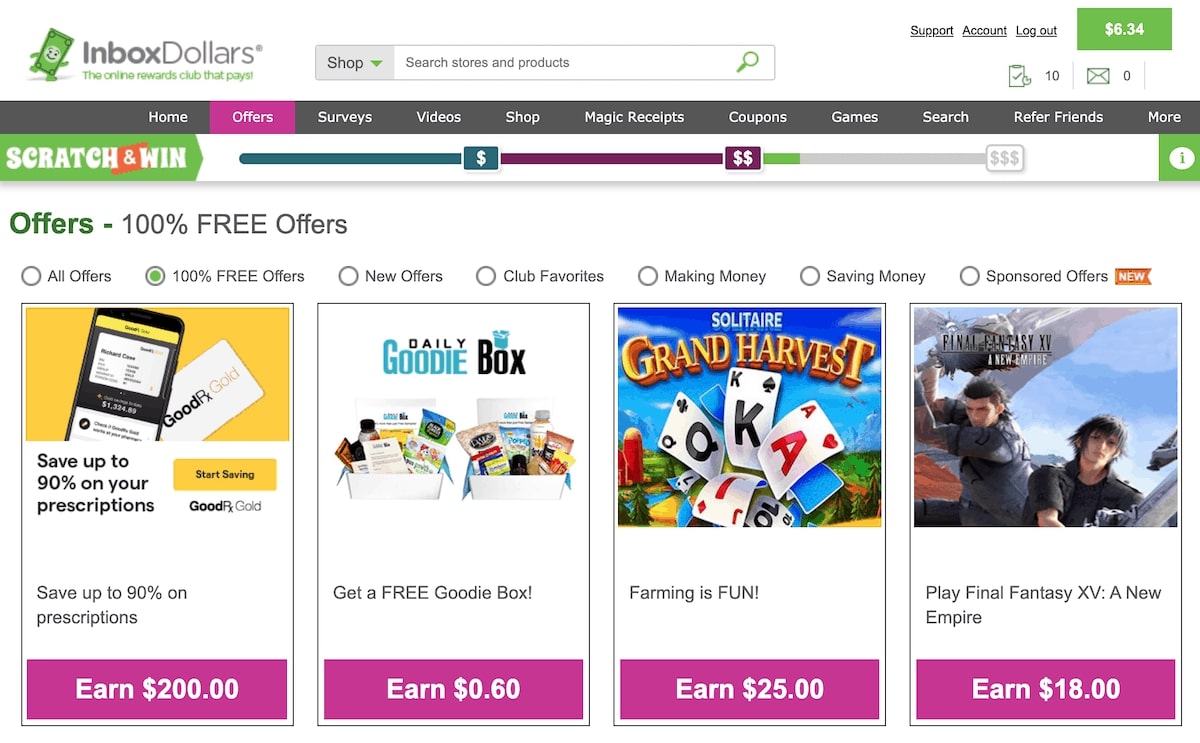 Support Account Log out
$6.34
InboxDollars®
The online rewards club that pays!
Shop
Search stores and products
10
0
Home Offers Surveys Videos Shop Magic Receipts Coupons Games Search Refer Friends More
SCRATCH & WIN
$
$$
$$$
i
Offers - 100% FREE Offers
All Offers
100% FREE Offers
New Offers
Club Favorites
Making Money
Saving Money
Sponsored Offers NEW
GoodRx Gold
Richard Case
$1,324.89
GoodRx Gold
Save up to
90% on your
prescriptions
Start Saving
GoodRx Gold
Save up to 90% on
prescriptions
Earn $200.00
DAILY
GOODIE BOX
Get a FREE Goodie Box!
Earn $0.60
SOLITAIRE
GRAND HARVEST
K
Q
K
A
J
Farming is FUN!
Earn $25.00
FINAL FANTASY XV
A NEW EMPIRE
Play Final Fantasy XV: A New
Empire
Earn $18.00